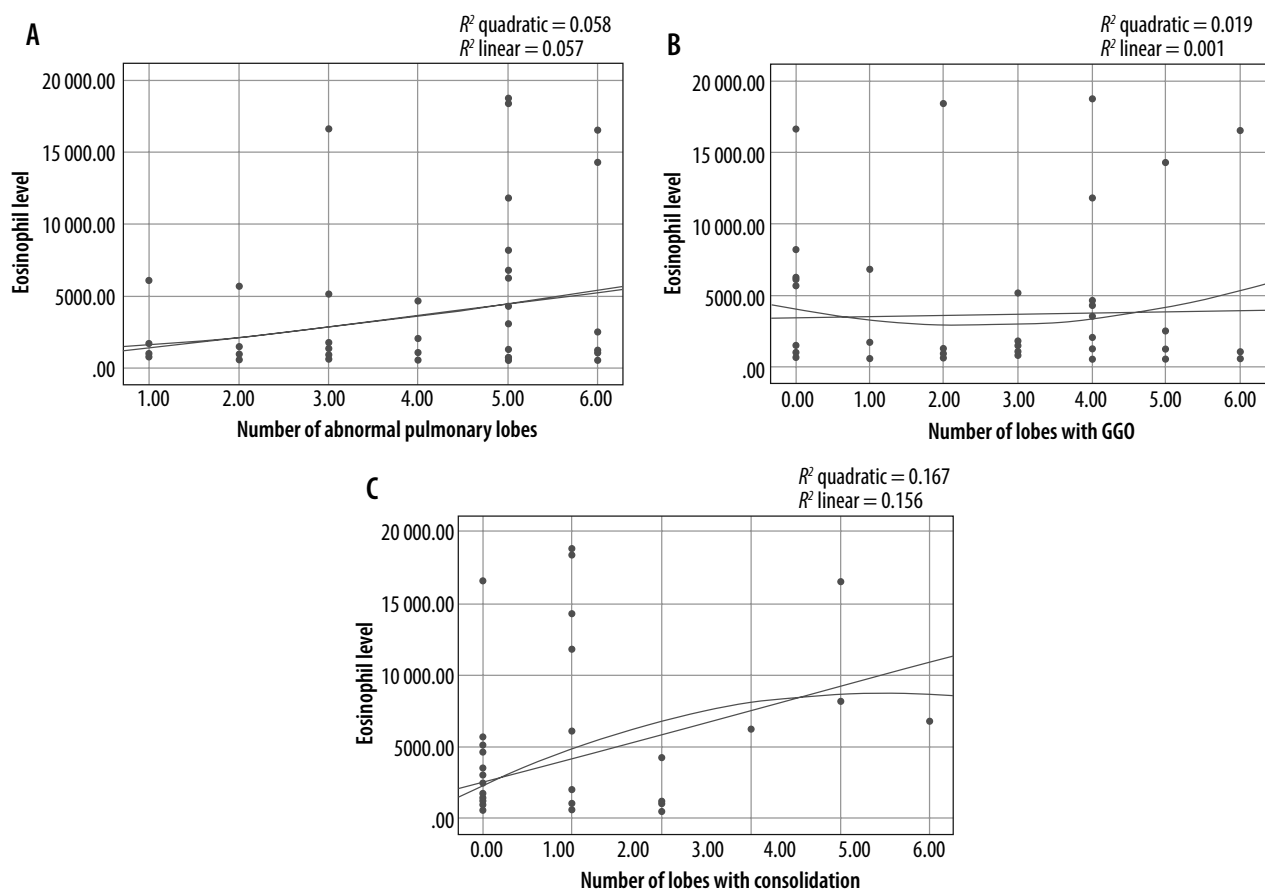 A
R² quadratic = 0.058
R² linear = 0.057
20 000.00
15 000.00
10 000.00
5000.00
.00
Eosinophil level
1.00 2.00 3.00 4.00 5.00 6.00
Number of abnormal pulmonary lobes
B
R² quadratic = 0.019
R² linear = 0.001
20 000.00
15 000.00
10 000.00
5000.00
.00
Eosinophil level
0.00 1.00 2.00 3.00 4.00 5.00 6.00
Number of lobes with GGO
C
R² quadratic = 0.167
R² linear = 0.156
20 000.00
15 000.00
10 000.00
5000.00
.00
Eosinophil level
0.00 1.00 2.00 3.00 4.00 5.00 6.00
Number of lobes with consolidation